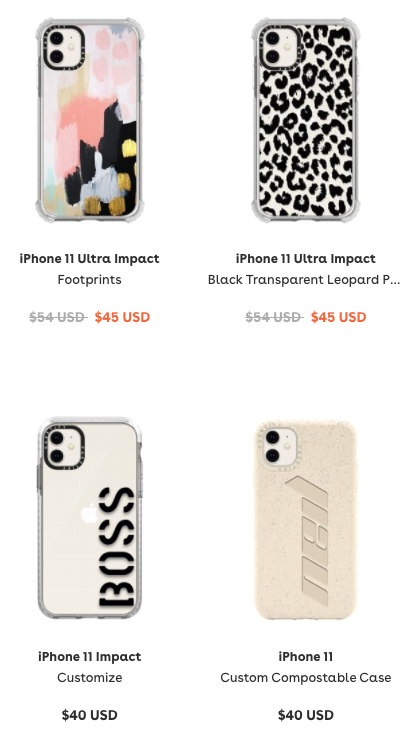 iPhone 11 Ultra Impact
Footprints
$54 USD $45 USD
iPhone 11 Ultra Impact
Black Transparent Leopard P...
$54 USD $45 USD
BOSS
iPhone 11 Impact
Customize
$40 USD
iPhone 11
Custom Compostable Case
$40 USD